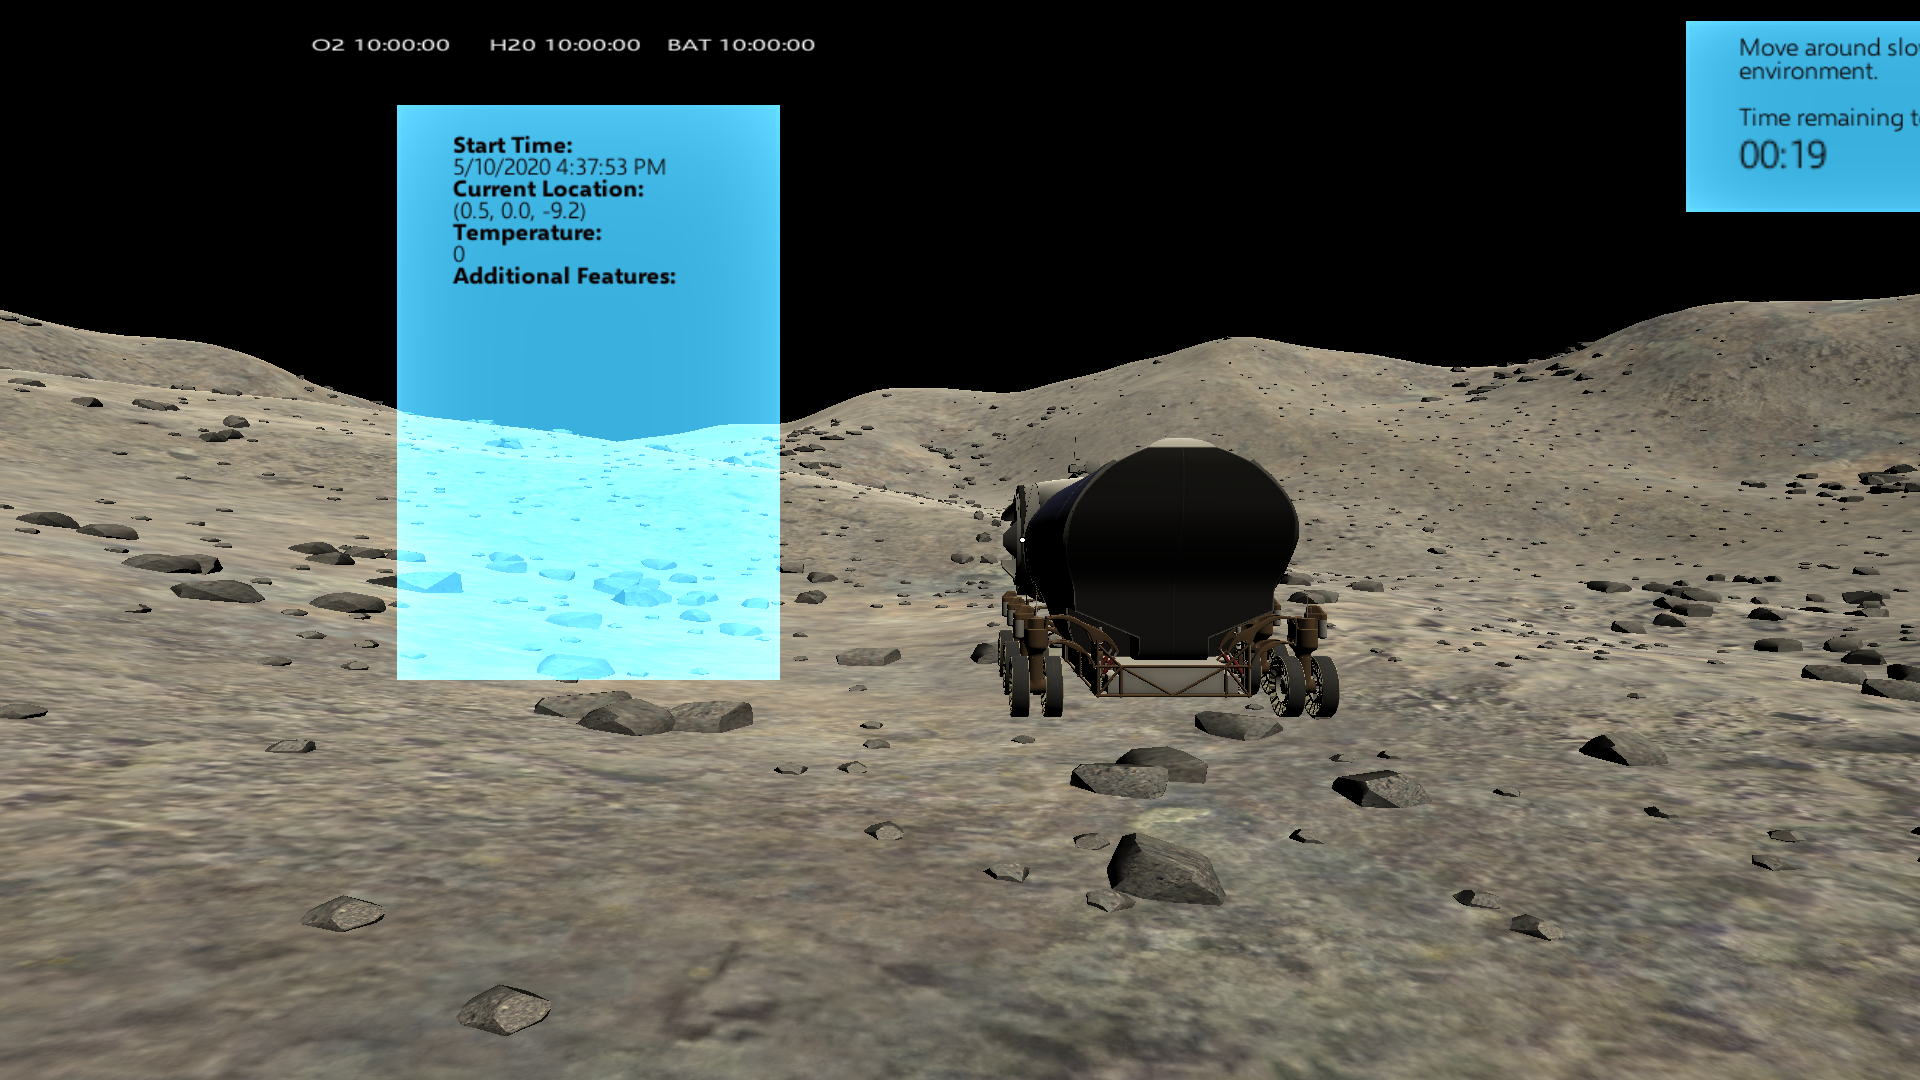 O2 10:00:00 H20 10:00:00 BAT 10:00:00
Start Time:
5/10/2020 4:37:53 PM
Current Location:
(0.5, 0.0, -9.2)
Temperature:
0
Additional Features:
Move around
environment.
Time remaining
00:19